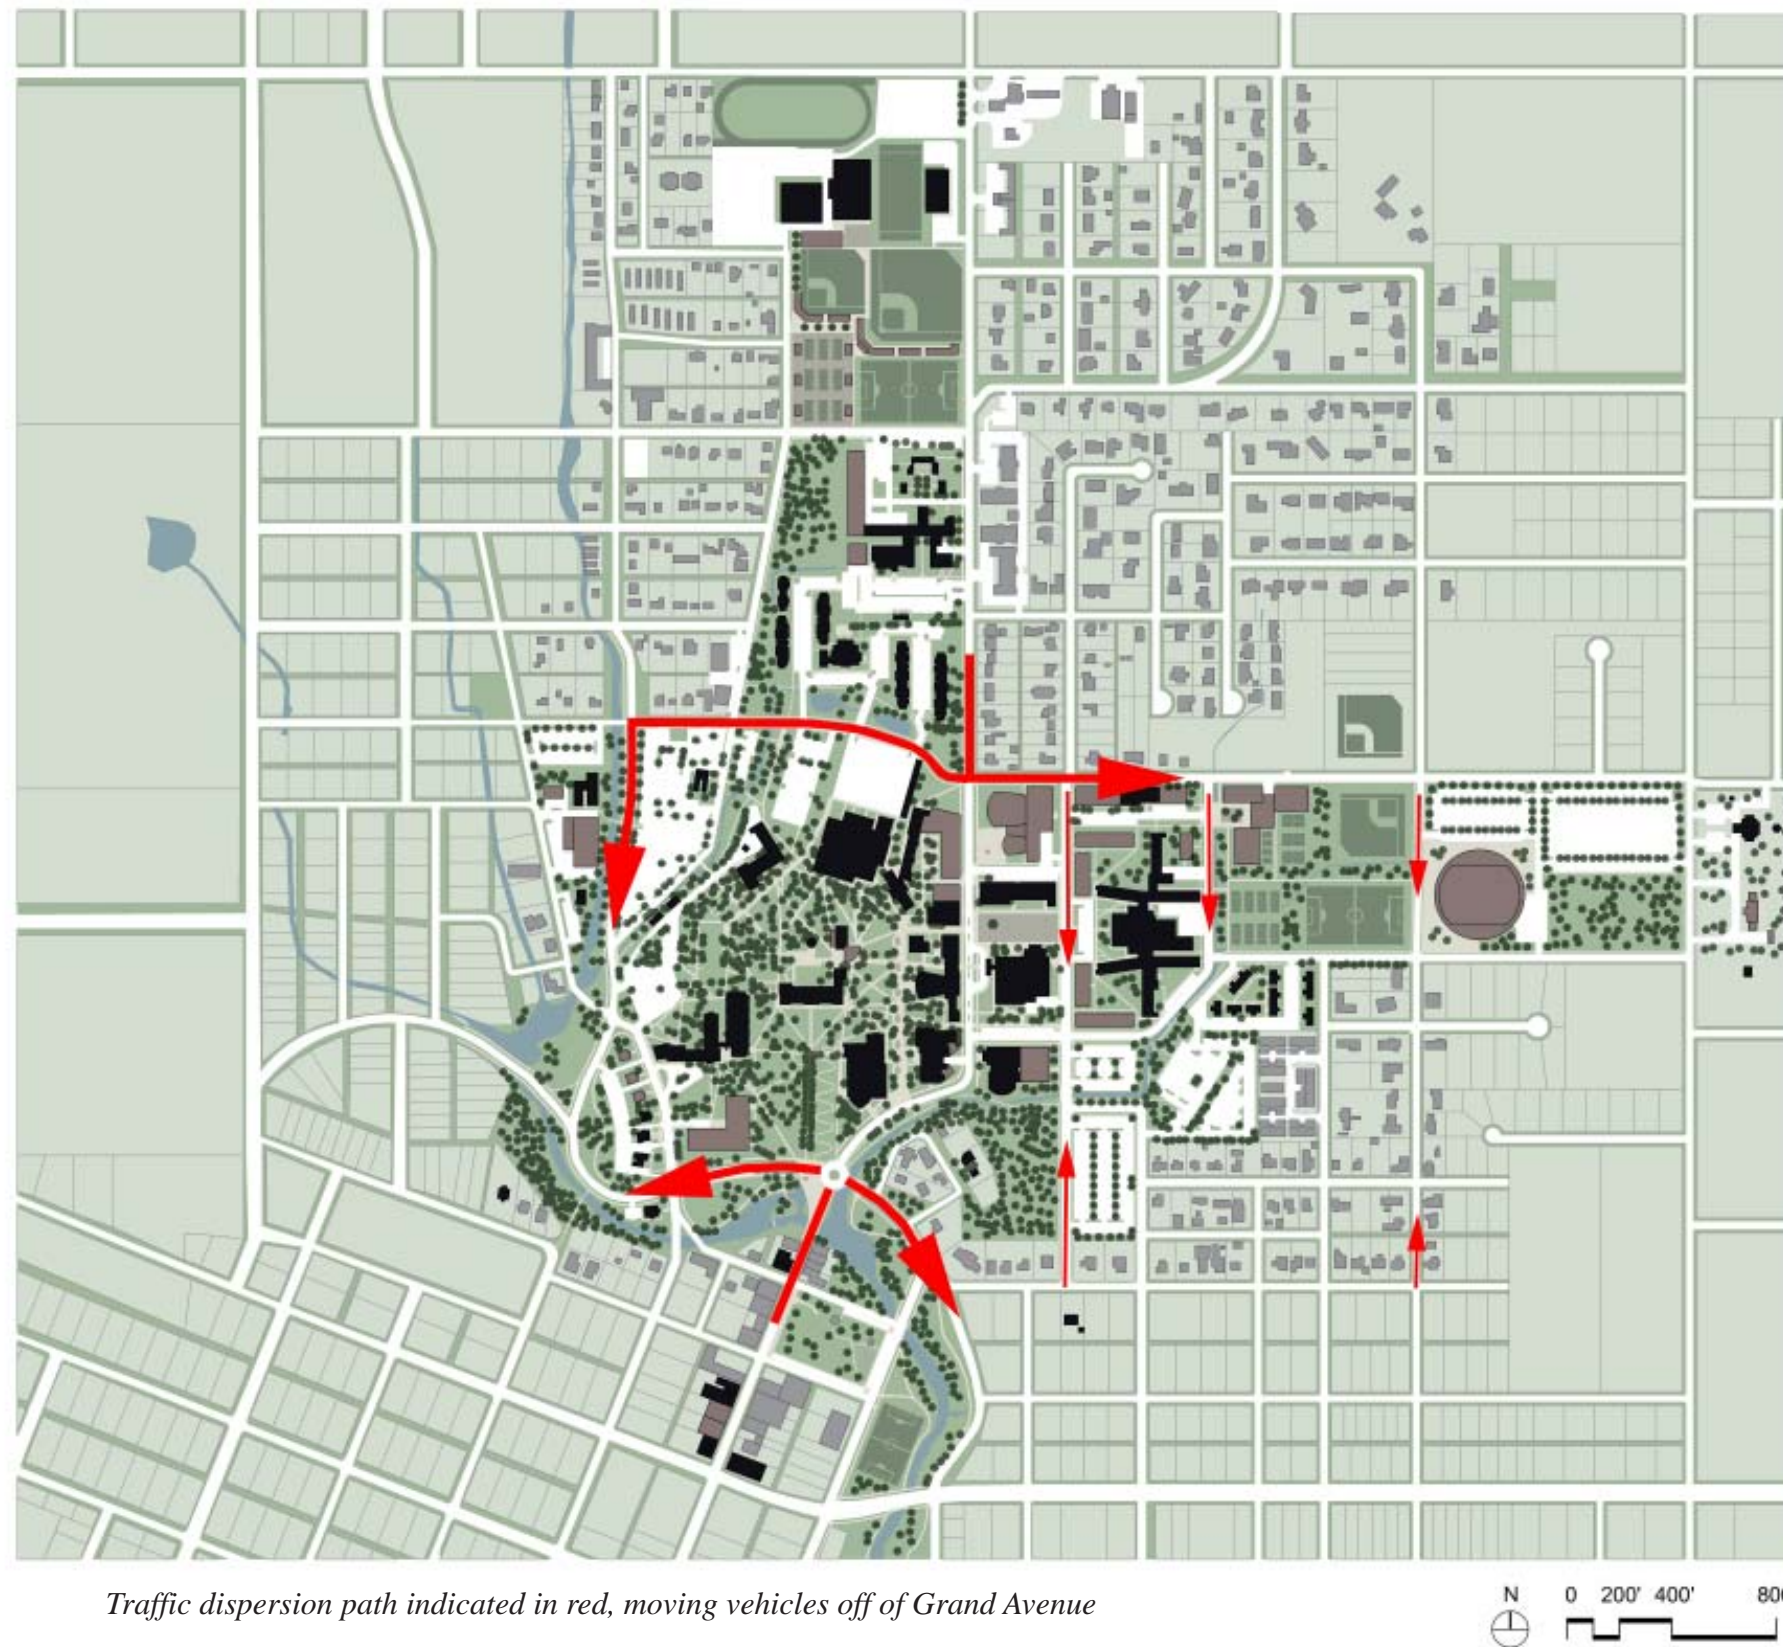 Traffic dispersion path indicated in red, moving vehicles off of Grand Avenue
N
0 200' 400'